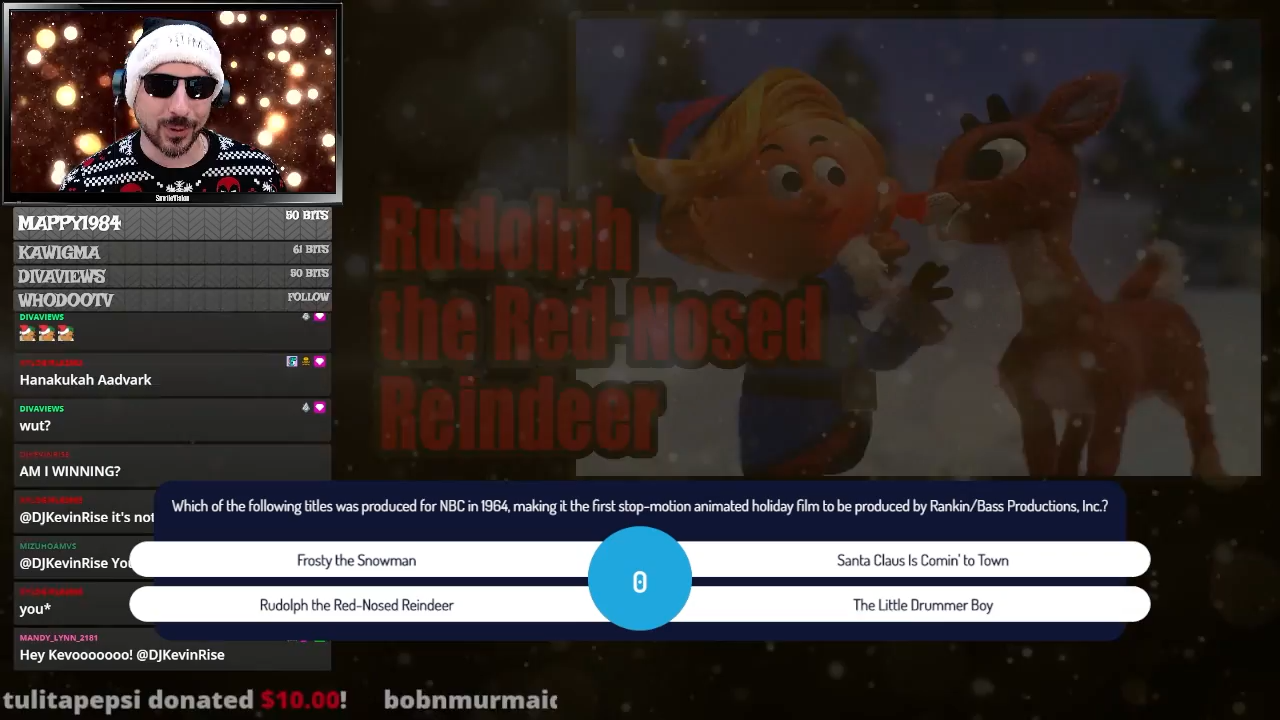 MAPPY1984 50 BITS
KAWIGMA 61 BITS
DIVAVIEWS 50 BITS
WHODOOTV FOLLOW
DIVAVIEWS
Hanakukah Aadvark
DIVAVIEWS
wut?
AM I WINNING?
@DJKevinRise it's not
MIZUHOAMVS
@DJKevinRise You
you*
MANDY_LYNN_2181
Hey Kevooooooo! @DJKevinRise
Rudolph
the Red-Nosed
Reindeer
Which of the following titles was produced for NBC in 1964, making it the first stop-motion animated holiday film to be produced by Rankin/Bass Productions, Inc.?
Frosty the Snowman
Santa Claus Is Comin' to Town
0
Rudolph the Red-Nosed Reindeer
The Little Drummer Boy
tulitapepsi donated $10.00! bobnmurmaid